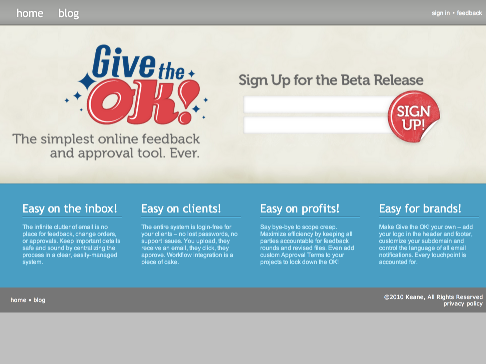 home blog
sign in • feedback
Give the
OK!
The simplest online feedback
and approval tool. Ever.
Sign Up for the Beta Release
SIGN
UP!
Easy on the inbox!
The infinite clutter of email is no
place for feedback, change orders,
or approvals. Keep important data is
safe and sound by centralizing the
process in a clear, easily-managed
system.
Easy on clients!
The entire system is login-free for
your clients – no lost passwords, no
support issues. You upload, they
receive an email, they click, they
approve. Workflow integration is a
piece of cake.
Easy on profits!
Say bye-bye to scope creep.
Maximize efficiency by keeping all
parties accountable for feedback
rounds and revised files. Even add
custom Approval Terms to your
projects to lock down the OK!
Easy for brands!
Make Give the OK! your own – add
your logo in the header and footer,
customize your subdomain and
control the language of all email
notifications. Every touchpoint is
accounted for.
home • blog
©2010 Kaane, All Rights Reserved
privacy policy